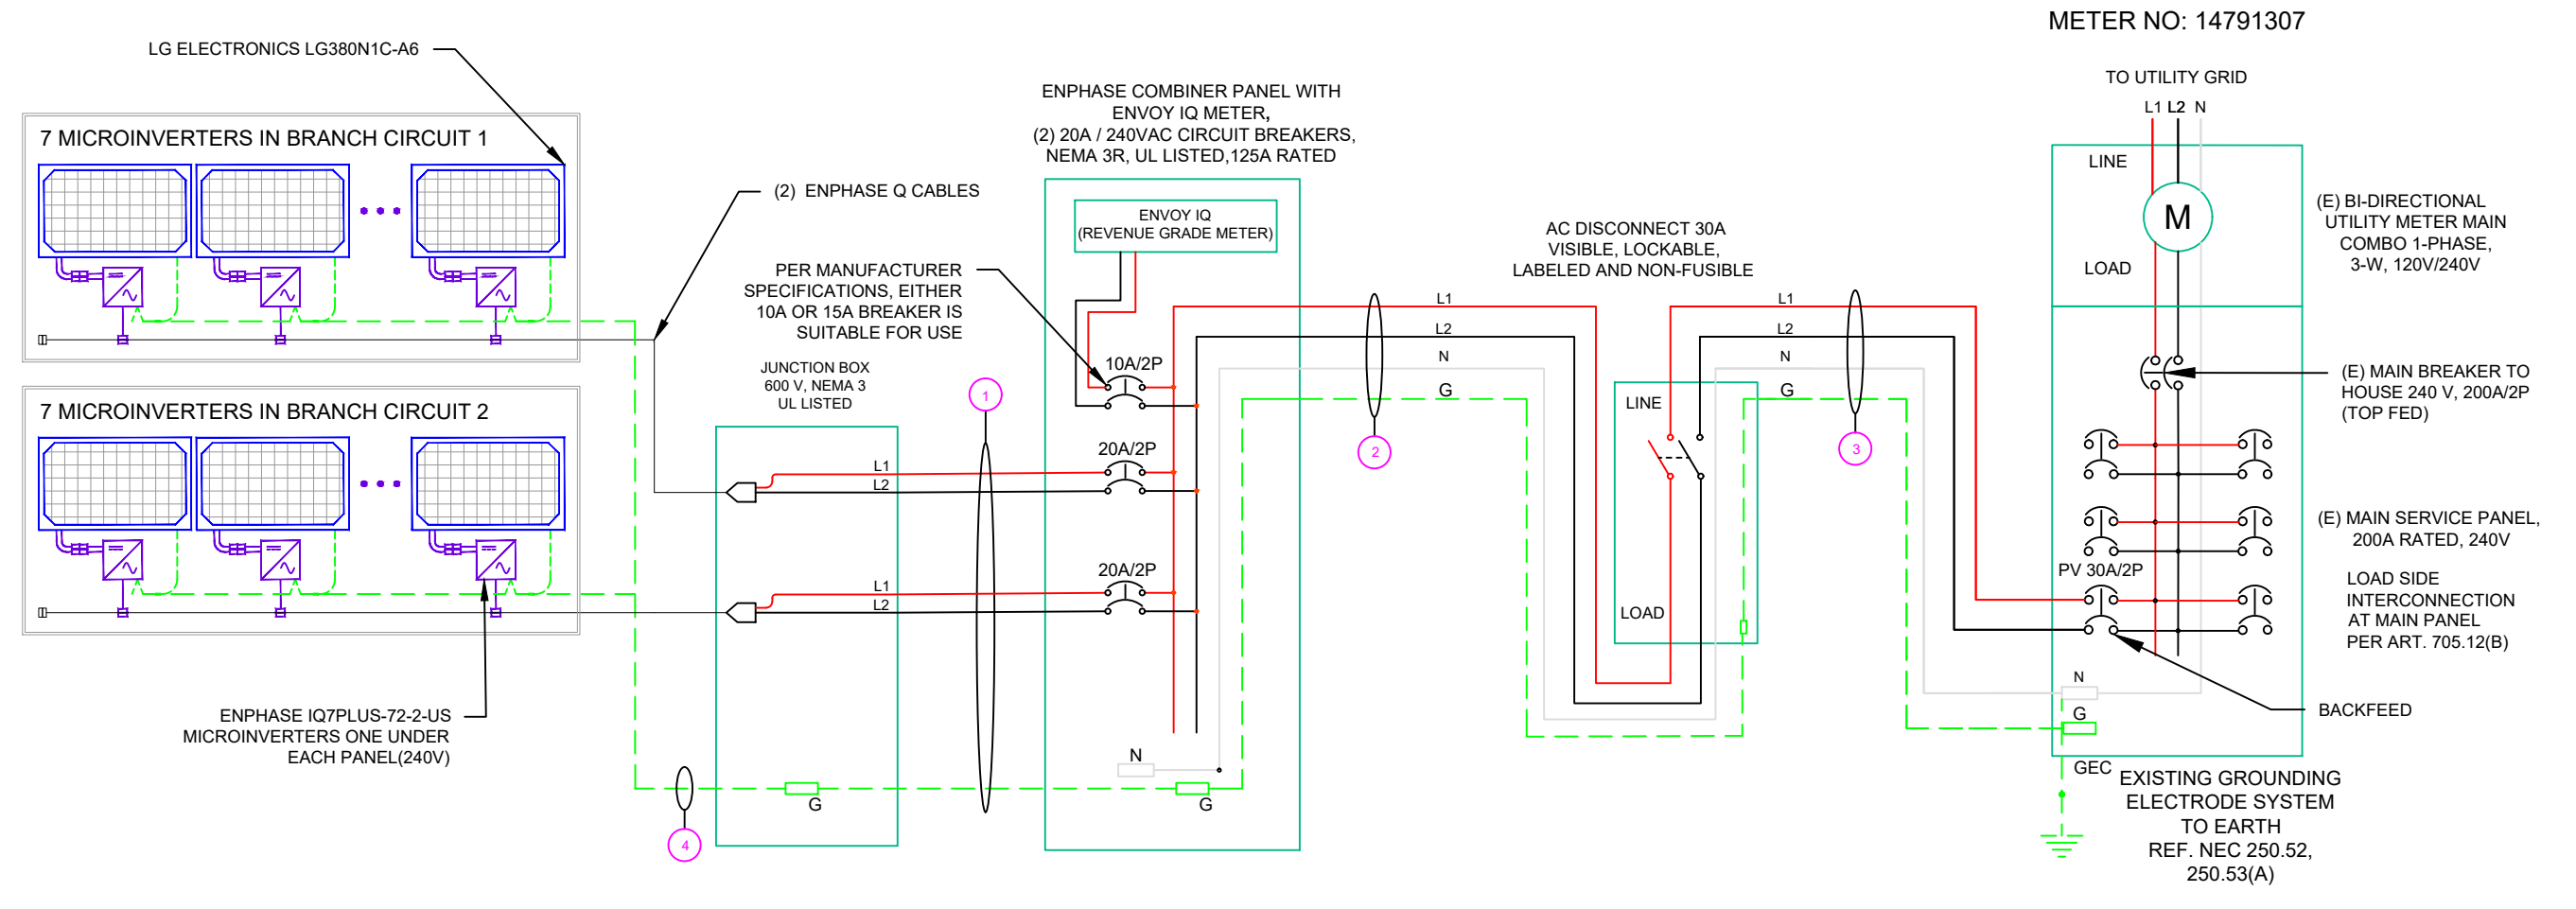 METER NO: 14791307
LG ELECTRONICS LG380N1C-A6
TO UTILITY GRID
L1 L2 N
7 MICROINVERTERS IN BRANCH CIRCUIT 1
ENPHASE COMBINER PANEL WITH
ENVOY IQ METER,
(2) 20A / 240VAC CIRCUIT BREAKERS,
NEMA 3R, UL LISTED,125A RATED
(2) ENPHASE Q CABLES
ENVOY IQ
(REVENUE GRADE METER)
PER MANUFACTURER
SPECIFICATIONS, EITHER
10A OR 15A BREAKER IS
SUITABLE FOR USE
AC DISCONNECT 30A
VISIBLE, LOCKABLE,
LABELED AND NON-FUSIBLE
LINE
M
LOAD
(E) BI-DIRECTIONAL
UTILITY METER MAIN
COMBO 1-PHASE,
3-W, 120V/240V
JUNCTION BOX
600 V, NEMA 3
UL LISTED
10A/2P
20A/2P
20A/2P
L1
L2
L1
L2
1
L1
L2
N
G
2
L1
L2
N
G
3
LINE
LOAD
(E) MAIN BREAKER TO
HOUSE 240 V, 200A/2P
(TOP FED)
7 MICROINVERTERS IN BRANCH CIRCUIT 2
(E) MAIN SERVICE PANEL,
200A RATED, 240V
PV 30A/2P
LOAD SIDE
INTERCONNECTION
AT MAIN PANEL
PER ART. 705.12(B)
N
G
BACKFEED
ENPHASE IQ7PLUS-72-2-US
MICROINVERTERS ONE UNDER
EACH PANEL(240V)
4
G
N
G
GEC
EXISTING GROUNDING
ELECTRODE SYSTEM
TO EARTH
REF. NEC 250.52,
250.53(A)